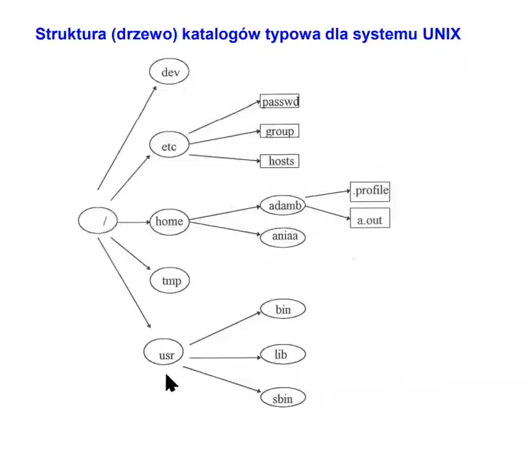 Struktura (drzewo) katalogów typowa dla systemu UNIX
dev
passwd
etc
group
hosts
.profile
adamb
/
home
a.out
aniaa
tmp
bin
usr
lib
sbin